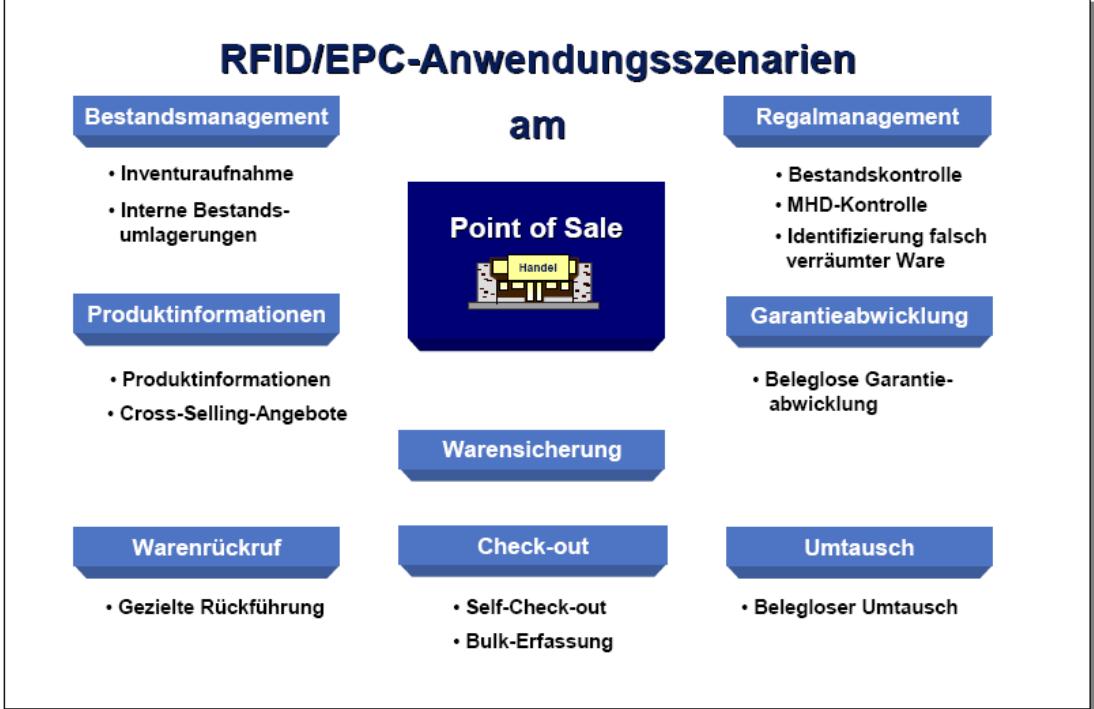 RFID/EPC-Anwendungsszenarien
am
Point of Sale
Handel
Bestandsmanagement
• Inventuraufnahme
• Interne Bestands-
umlagerungen
Regalmanagement
• Bestandskontrolle
• MHD-Kontrolle
• Identifizierung falsch
verräumter Ware
Produktinformationen
• Produktinformationen
• Cross-Selling-Angebote
Garantieabwicklung
• Beleglose Garantie-
abwicklung
Warensicherung
Warenrückruf
• Gezielte Rückführung
Check-out
• Self-Check-out
• Bulk-Erfassung
Umtausch
• Belegloser Umtausch